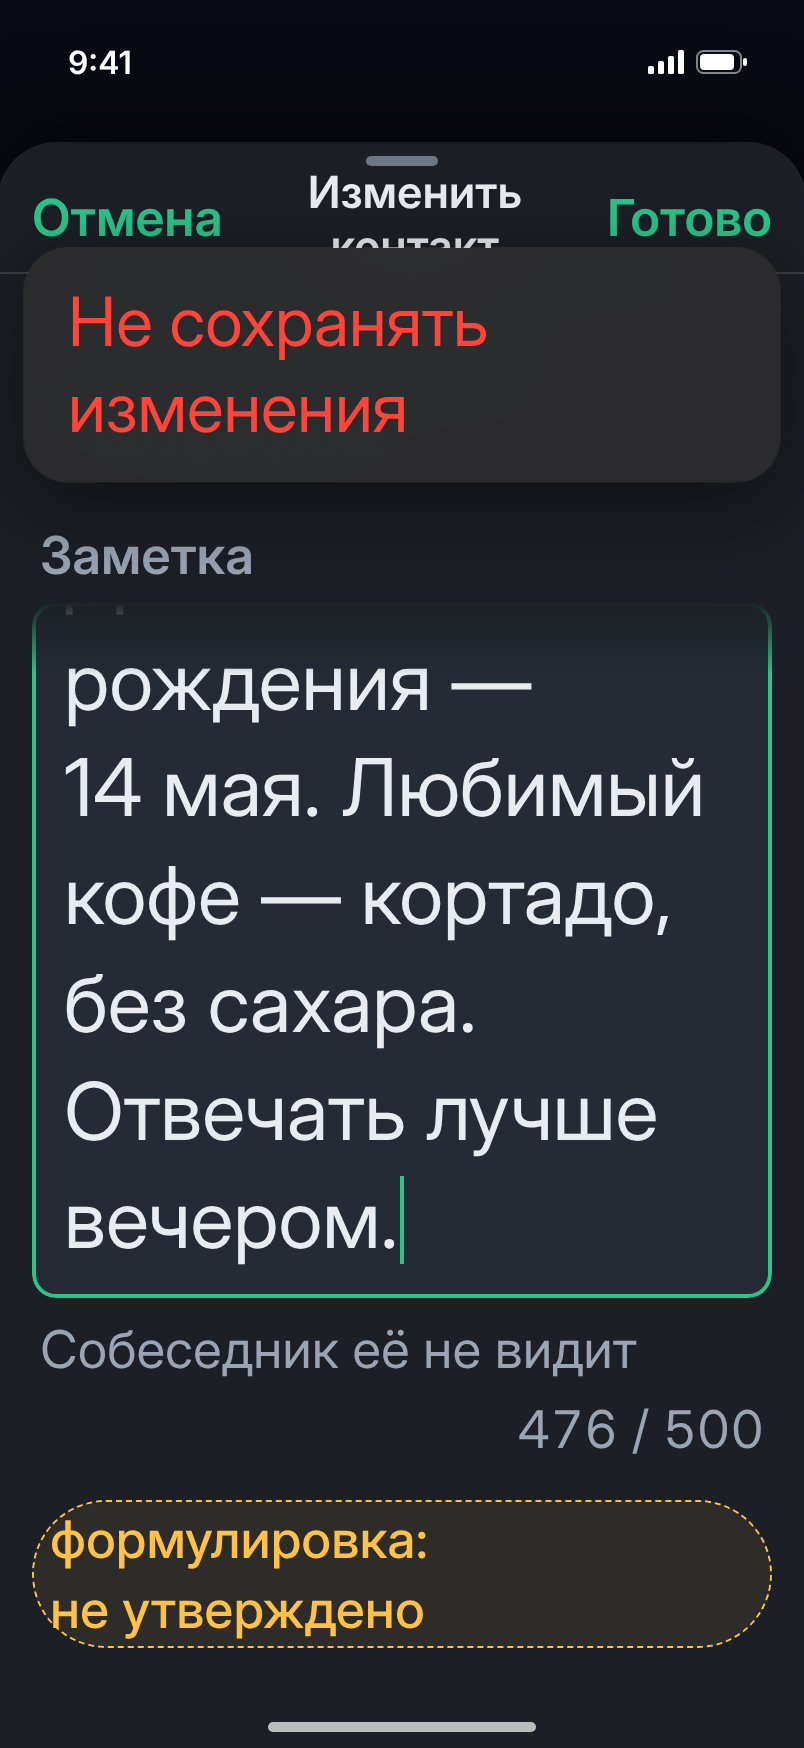 9:41
Отмена
Изменить
контакт
Готово
Не сохранять
изменения
Заметка
рождения —
14 мая. Любимый
кофе — кортадо,
без сахара.
Отвечать лучше
вечером.
Собеседник её не видит
476 / 500
формулировка:
не утверждено